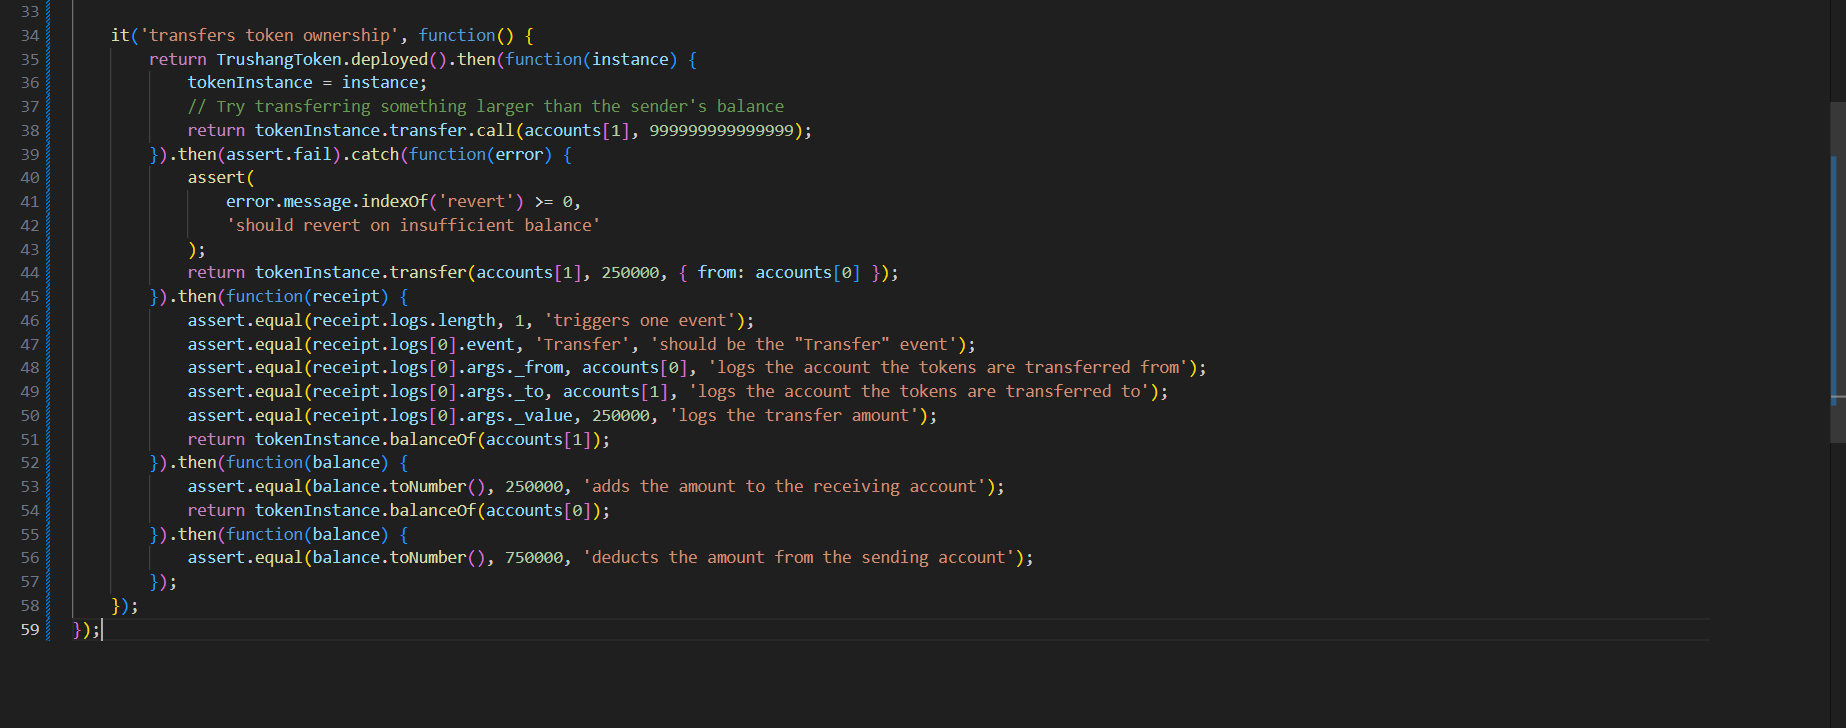 33
34 it('transfers token ownership', function() {
35 return TrushangToken.deployed().then(function(instance) {
36 tokenInstance = instance;
37 // Try transferring something larger than the sender's balance
38 return tokenInstance.transfer.call(accounts[1], 999999999999999);
39 }).then(assert.fail).catch(function(error) {
40 assert(
41 error.message.indexOf('revert') >= 0,
42 'should revert on insufficient balance'
43 );
44 return tokenInstance.transfer(accounts[1], 250000, { from: accounts[0] });
45 }).then(function(receipt) {
46 assert.equal(receipt.logs.length, 1, 'triggers one event');
47 assert.equal(receipt.logs[0].event, 'Transfer', 'should be the "Transfer" event');
48 assert.equal(receipt.logs[0].args._from, accounts[0], 'logs the account the tokens are transferred from');
49 assert.equal(receipt.logs[0].args._to, accounts[1], 'logs the account the tokens are transferred to');
50 assert.equal(receipt.logs[0].args._value, 250000, 'logs the transfer amount');
51 return tokenInstance.balanceOf(accounts[1]);
52 }).then(function(balance) {
53 assert.equal(balance.toNumber(), 250000, 'adds the amount to the receiving account');
54 return tokenInstance.balanceOf(accounts[0]);
55 }).then(function(balance) {
56 assert.equal(balance.toNumber(), 750000, 'deducts the amount from the sending account');
57 });
58 });
59 });